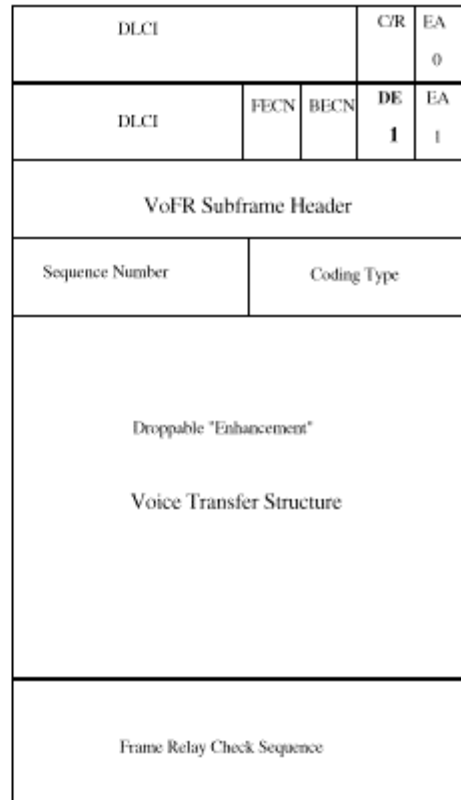 DLCI C/R EA
0
DLCI FECN BECN DE EA
1 1
VoFR Subframe Header
Sequence Number Coding Type
Droppable "Enhancement"
Voice Transfer Structure
Frame Relay Check Sequence